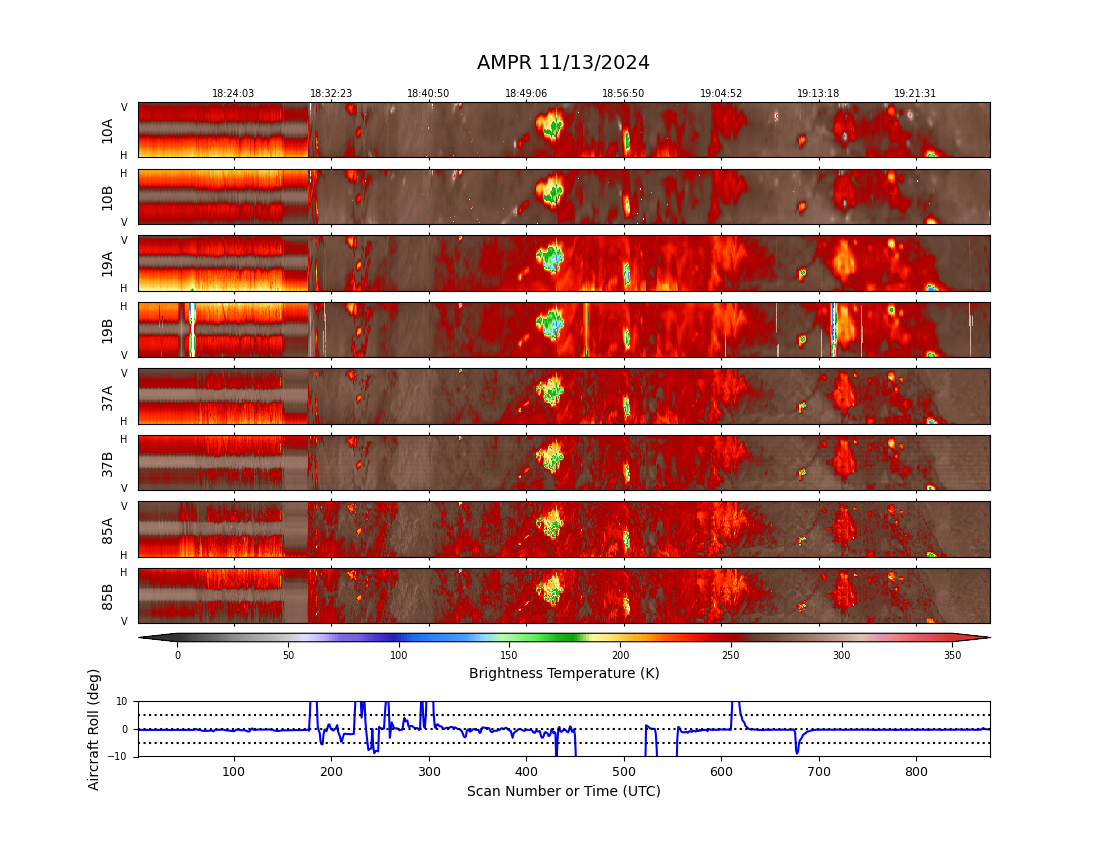 AMPR 11/13/2024
18:24:03 18:32:23 18:40:50 18:49:06 18:56:50 19:04:52 19:13:18 19:21:31
V
10A
H
H
10B
V
V
19A
H
H
19B
V
V
37A
H
H
37B
V
V
85A
H
H
85B
V
0 50 100 150 200 250 300 350
Brightness Temperature (K)
Aircraft Roll (deg)
10
0
−10
100 200 300 400 500 600 700 800
Scan Number or Time (UTC)